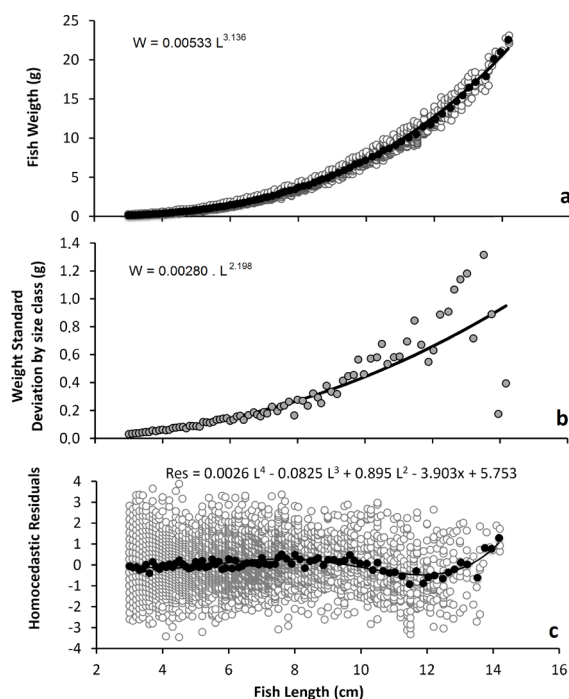 25
20
15
10
5
0
Fish Weigth (g)
W = 0.00533 L^3.136
a
1,4
1,2
1,0
0,8
0,6
0,4
0,2
0,0
Weight Standard
Deviation by size class (g)
W = 0.00280 . L^2.198
b
Res = 0.0026 L^4 - 0.0825 L^3 + 0.895 L^2 - 3.903x + 5.753
4
3
2
1
0
-1
-2
-3
-4
Homocedastic Residuals
c
2 4 6 8 10 12 14 16
Fish Length (cm)